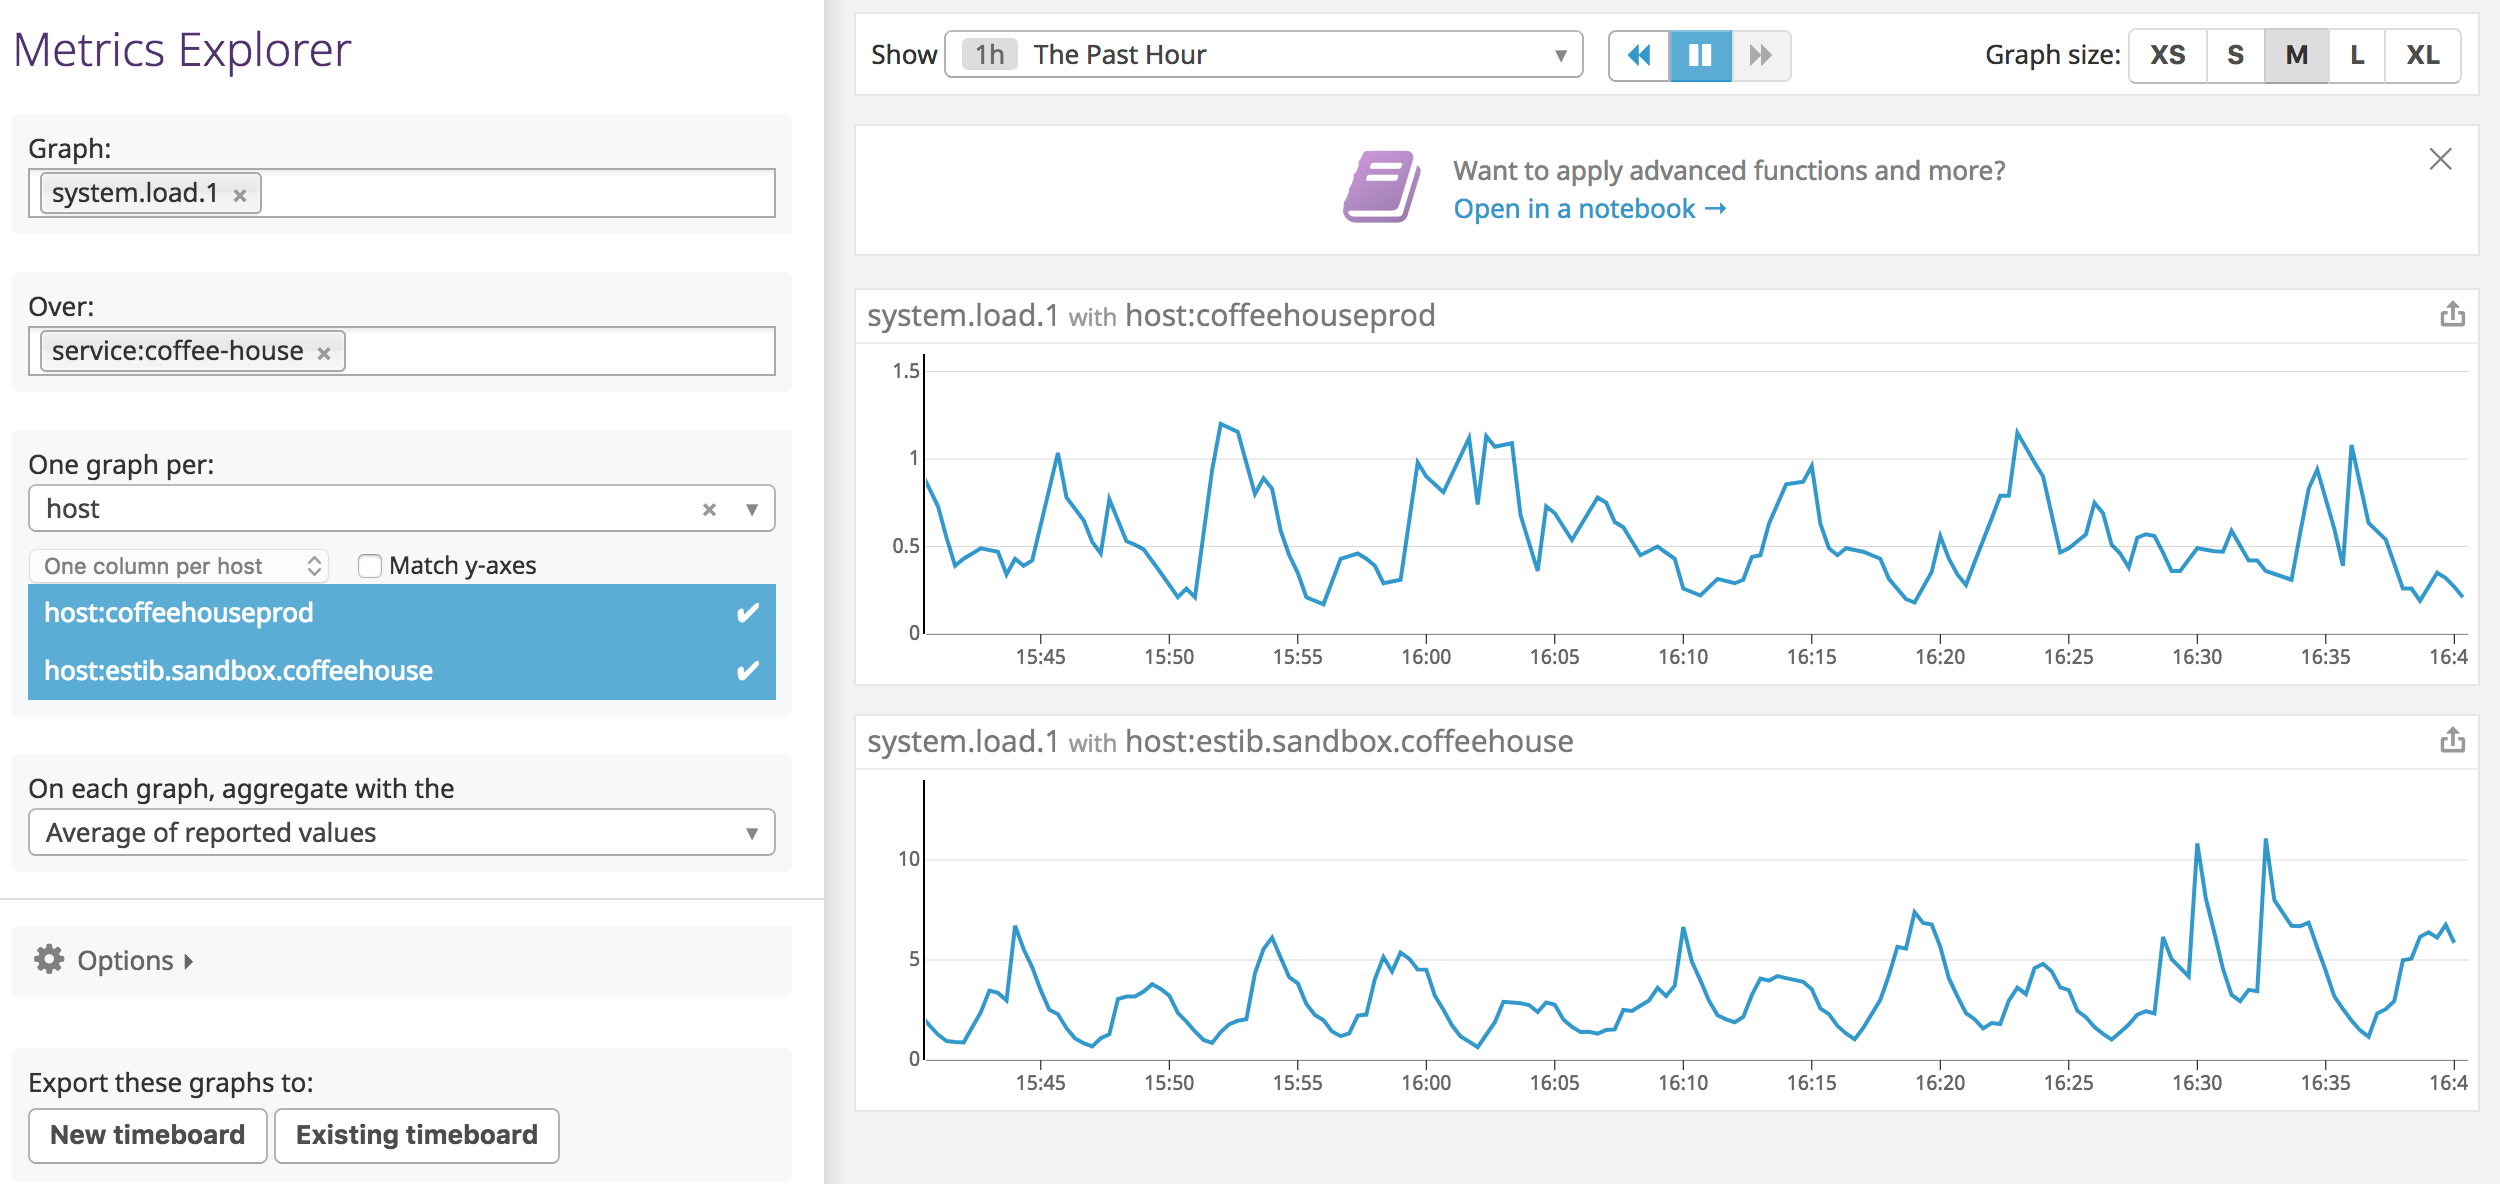 Metrics Explorer
Graph:
system.load.1 ×
Over:
service:coffee-house ×
One graph per:
host × ▼
One column per host
Match y-axes
host:coffeehouseprod ✔
host:estib.sandbox.coffeehouse ✔
On each graph, aggregate with the
Average of reported values ▼
Options
Export these graphs to:
New timeboard
Existing timeboard
Show 1h The Past Hour ▼
Graph size: XS S M L XL
Want to apply advanced functions and more?
Open in a notebook →
system.load.1 with host:coffeehouseprod
1.5
1
0.5
0
15:45 15:50 15:55 16:00 16:05 16:10 16:15 16:20 16:25 16:30 16:35 16:4
system.load.1 with host:estib.sandbox.coffeehouse
10
5
0
15:45 15:50 15:55 16:00 16:05 16:10 16:15 16:20 16:25 16:30 16:35 16:4